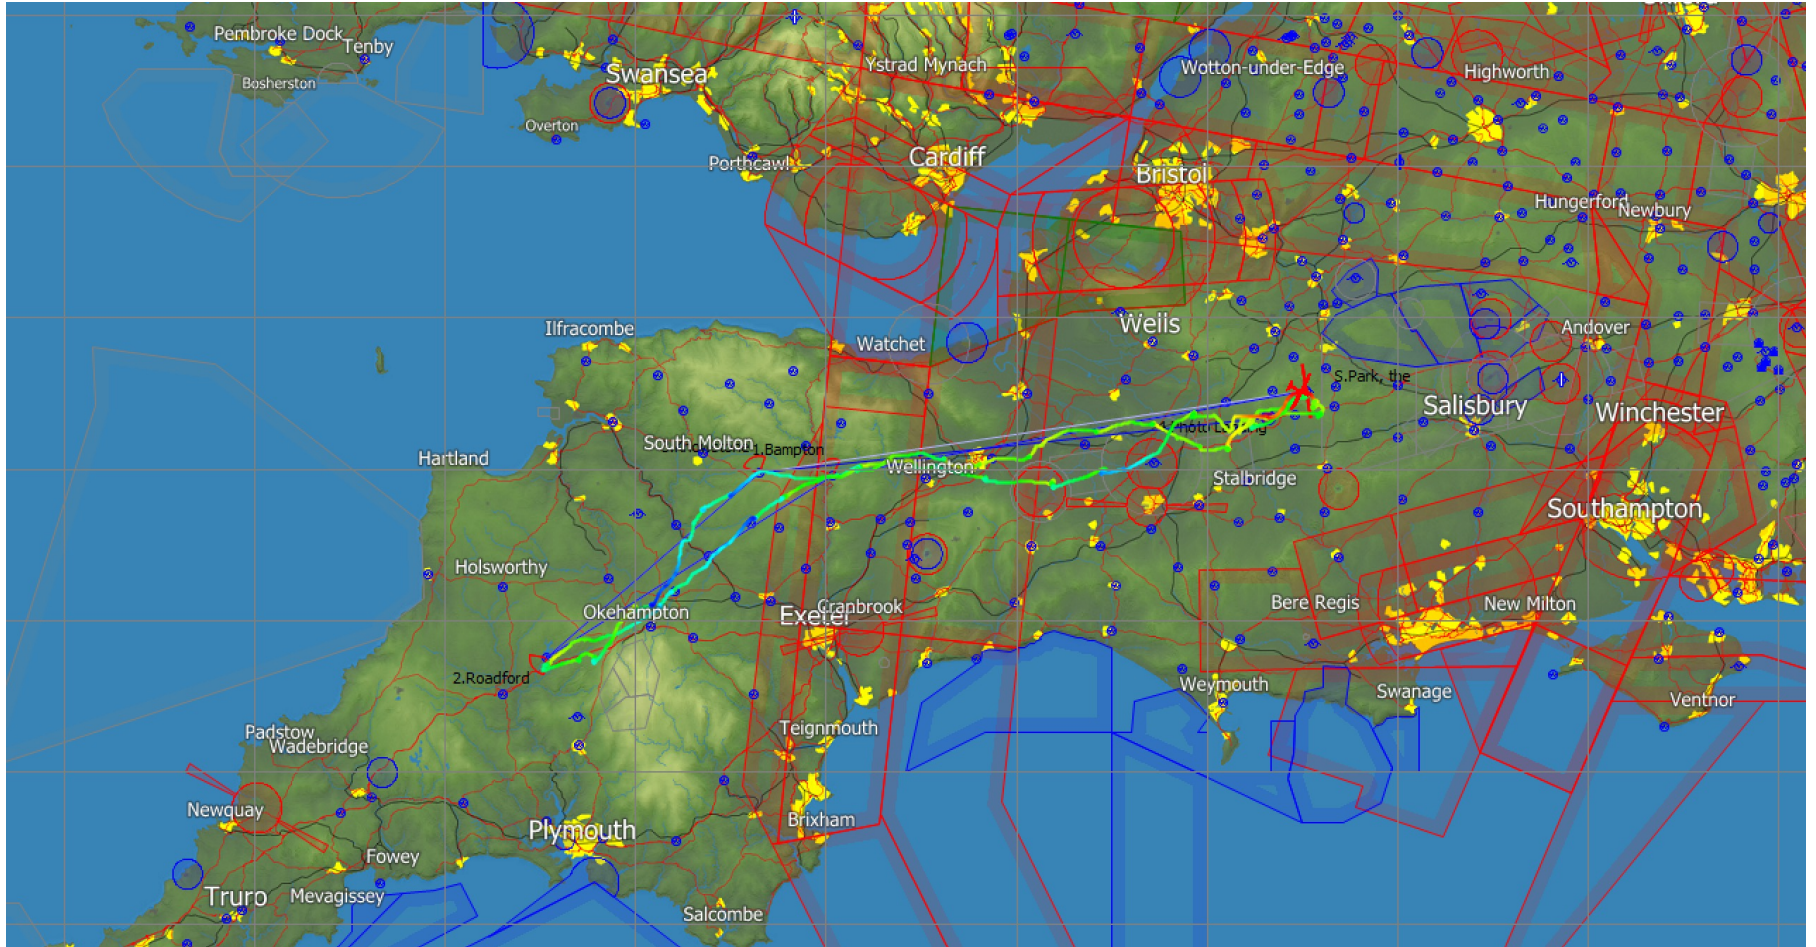 Pembroke Dock
Tenby
Bosherston
Swansea
Overton
Ystrad Mynach
Wotton-under-Edge
Highworth
Porthcawl
Cardiff
Bristol
Hungerford
Newbury
Ilfracombe
Watchet
Wells
Andover
S.Park, the
Salisbury
Winchester
South Molton
1.Bampton
Hartland
Wellington
Stalbridge
Southampton
Holsworthy
Okehampton
Exeter
Cranbrook
Bere Regis
New Milton
2.Roadford
Weymouth
Swanage
Ventnor
Padstow
Wadebridge
Teignmouth
Newquay
Plymouth
Brixham
Fowey
Truro
Mevagissey
Salcombe